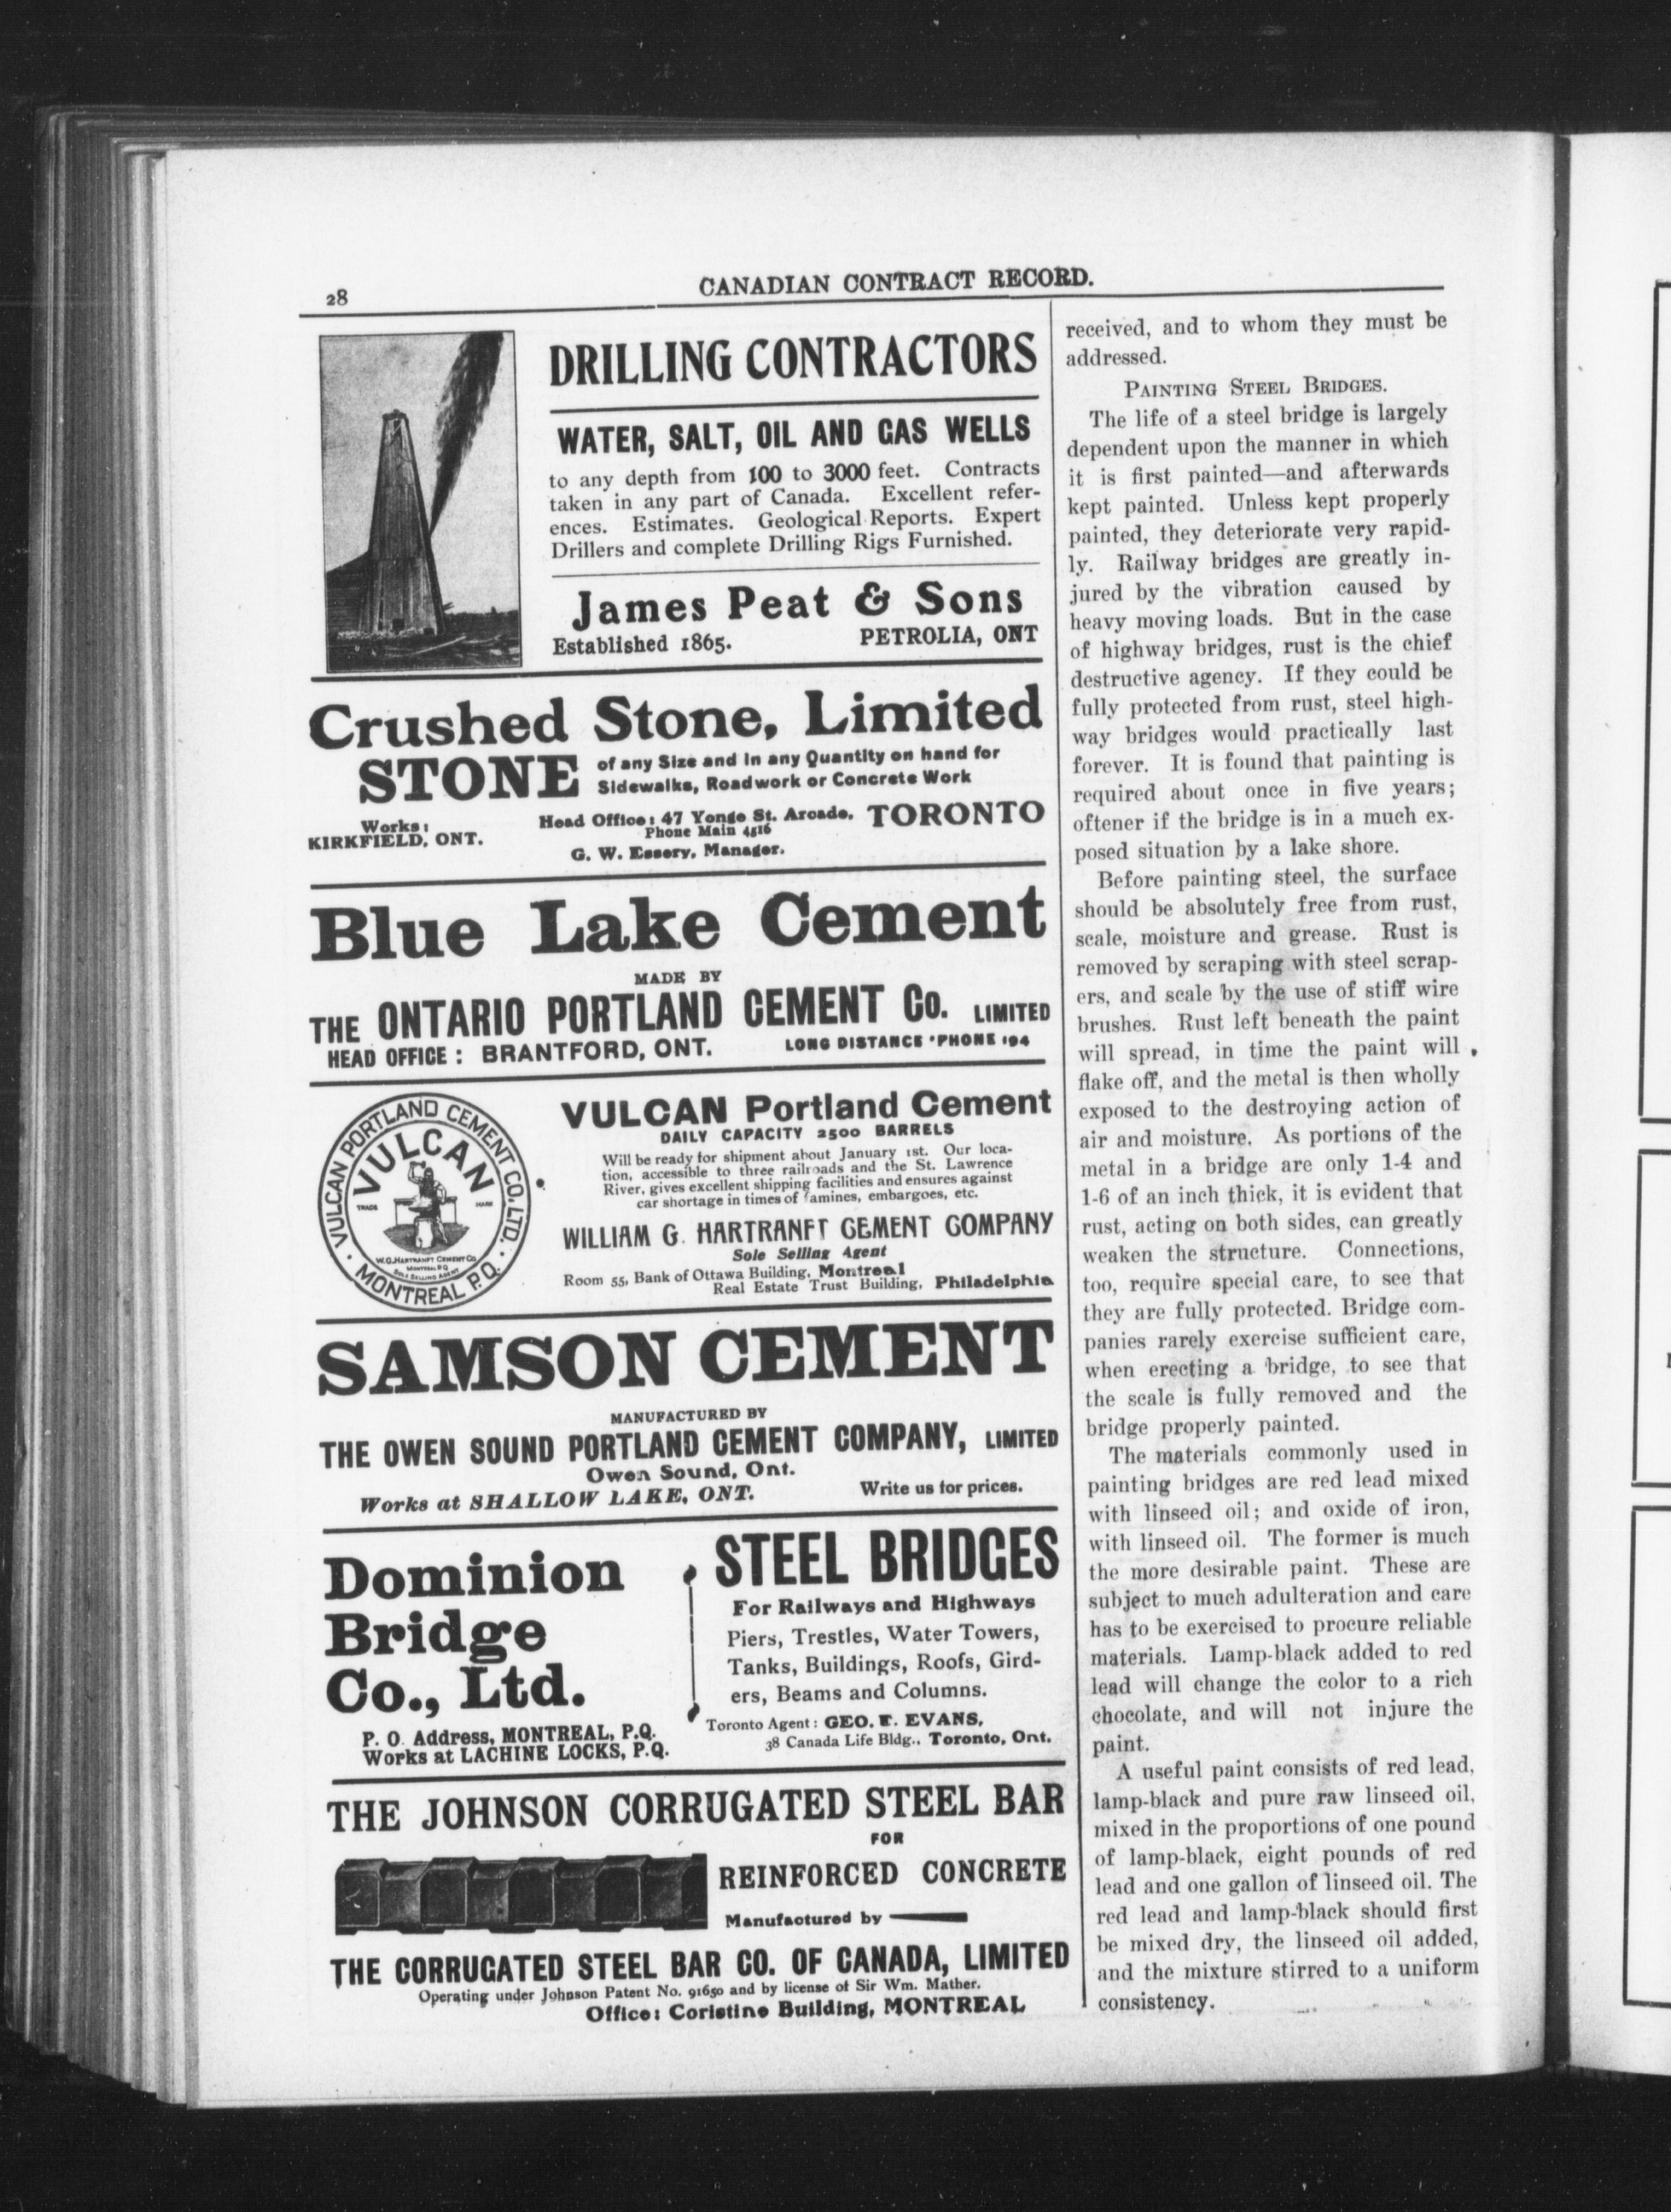 28
CANADIAN CONTRACT RECORD.
DRILLING CONTRACTORS
WATER, SALT, OIL AND GAS WELLS
to any depth from 100 to 3000 feet. Contracts
taken in any part of Canada. Excellent refer-
ences. Estimates. Geological Reports. Expert
Drillers and complete Drilling Rigs Furnished.
James Peat & Sons
Established 1865. PETROLIA, ONT
Crushed Stone, Limited
STONE of any Size and in any Quantity on hand for
Sidewalks, Roadwork or Concrete Work
Works:
KIRKFIELD, ONT.
Head Office: 47 Yonge St. Arcade, TORONTO
Phone Main 4516
G. W. Essery, Manager.
Blue Lake Cement
MADE BY
THE ONTARIO PORTLAND CEMENT CO. LIMITED
HEAD OFFICE: BRANTFORD, ONT. LONG DISTANCE 'PHONE 194
VULCAN PORTLAND CEMENT CO. LTD.
MONTREAL P.Q.
VULCAN
TRADE MARK
W.G. HARTRANFT CEMENT CO
MONTREAL P.Q
SOLE SELLING AGENT
VULCAN Portland Cement
DAILY CAPACITY 2500 BARRELS
Will be ready for shipment about January 1st. Our loca-
tion, accessible to three railroads and the St. Lawrence
River, gives excellent shipping facilities and ensures against
car shortage in times of famines, embargoes, etc.
WILLIAM G. HARTRANFT CEMENT COMPANY
Sole Selling Agent
Room 55, Bank of Ottawa Building, Montreal
Real Estate Trust Building, Philadelphia
SAMSON CEMENT
MANUFACTURED BY
THE OWEN SOUND PORTLAND CEMENT COMPANY, LIMITED
Owen Sound, Ont.
Works at SHALLOW LAKE, ONT. Write us for prices.
Dominion
Bridge
Co., Ltd.
P. O. Address, MONTREAL, P.Q.
Works at LACHINE LOCKS, P.Q.
STEEL BRIDGES
For Railways and Highways
Piers, Trestles, Water Towers,
Tanks, Buildings, Roofs, Gird-
ers, Beams and Columns.
Toronto Agent: GEO. E. EVANS,
38 Canada Life Bldg., Toronto, Ont.
THE JOHNSON CORRUGATED STEEL BAR
FOR
REINFORCED CONCRETE
Manufactured by
THE CORRUGATED STEEL BAR CO. OF CANADA, LIMITED
Operating under Johnson Patent No. 91650 and by license of Sir Wm. Mather.
Office: Coristine Building, MONTREAL
received, and to whom they must be
addressed.
PAINTING STEEL BRIDGES.
The life of a steel bridge is largely
dependent upon the manner in which
it is first painted—and afterwards
kept painted. Unless kept properly
painted, they deteriorate very rapid-
ly. Railway bridges are greatly in-
jured by the vibration caused by
heavy moving loads. But in the case
of highway bridges, rust is the chief
destructive agency. If they could be
fully protected from rust, steel high-
way bridges would practically last
forever. It is found that painting is
required about once in five years;
oftener if the bridge is in a much ex-
posed situation by a lake shore.
Before painting steel, the surface
should be absolutely free from rust,
scale, moisture and grease. Rust is
removed by scraping with steel scrap-
ers, and scale by the use of stiff wire
brushes. Rust left beneath the paint
will spread, in time the paint will
flake off, and the metal is then wholly
exposed to the destroying action of
air and moisture. As portions of the
metal in a bridge are only 1-4 and
1-6 of an inch thick, it is evident that
rust, acting on both sides, can greatly
weaken the structure. Connections,
too, require special care, to see that
they are fully protected. Bridge com-
panies rarely exercise sufficient care,
when erecting a bridge, to see that
the scale is fully removed and the
bridge properly painted.
The materials commonly used in
painting bridges are red lead mixed
with linseed oil; and oxide of iron,
with linseed oil. The former is much
the more desirable paint. These are
subject to much adulteration and care
has to be exercised to procure reliable
materials. Lamp-black added to red
lead will change the color to a rich
chocolate, and will not injure the
paint.
A useful paint consists of red lead,
lamp-black and pure raw linseed oil,
mixed in the proportions of one pound
of lamp-black, eight pounds of red
lead and one gallon of linseed oil. The
red lead and lamp-black should first
be mixed dry, the linseed oil added,
and the mixture stirred to a uniform
consistency.